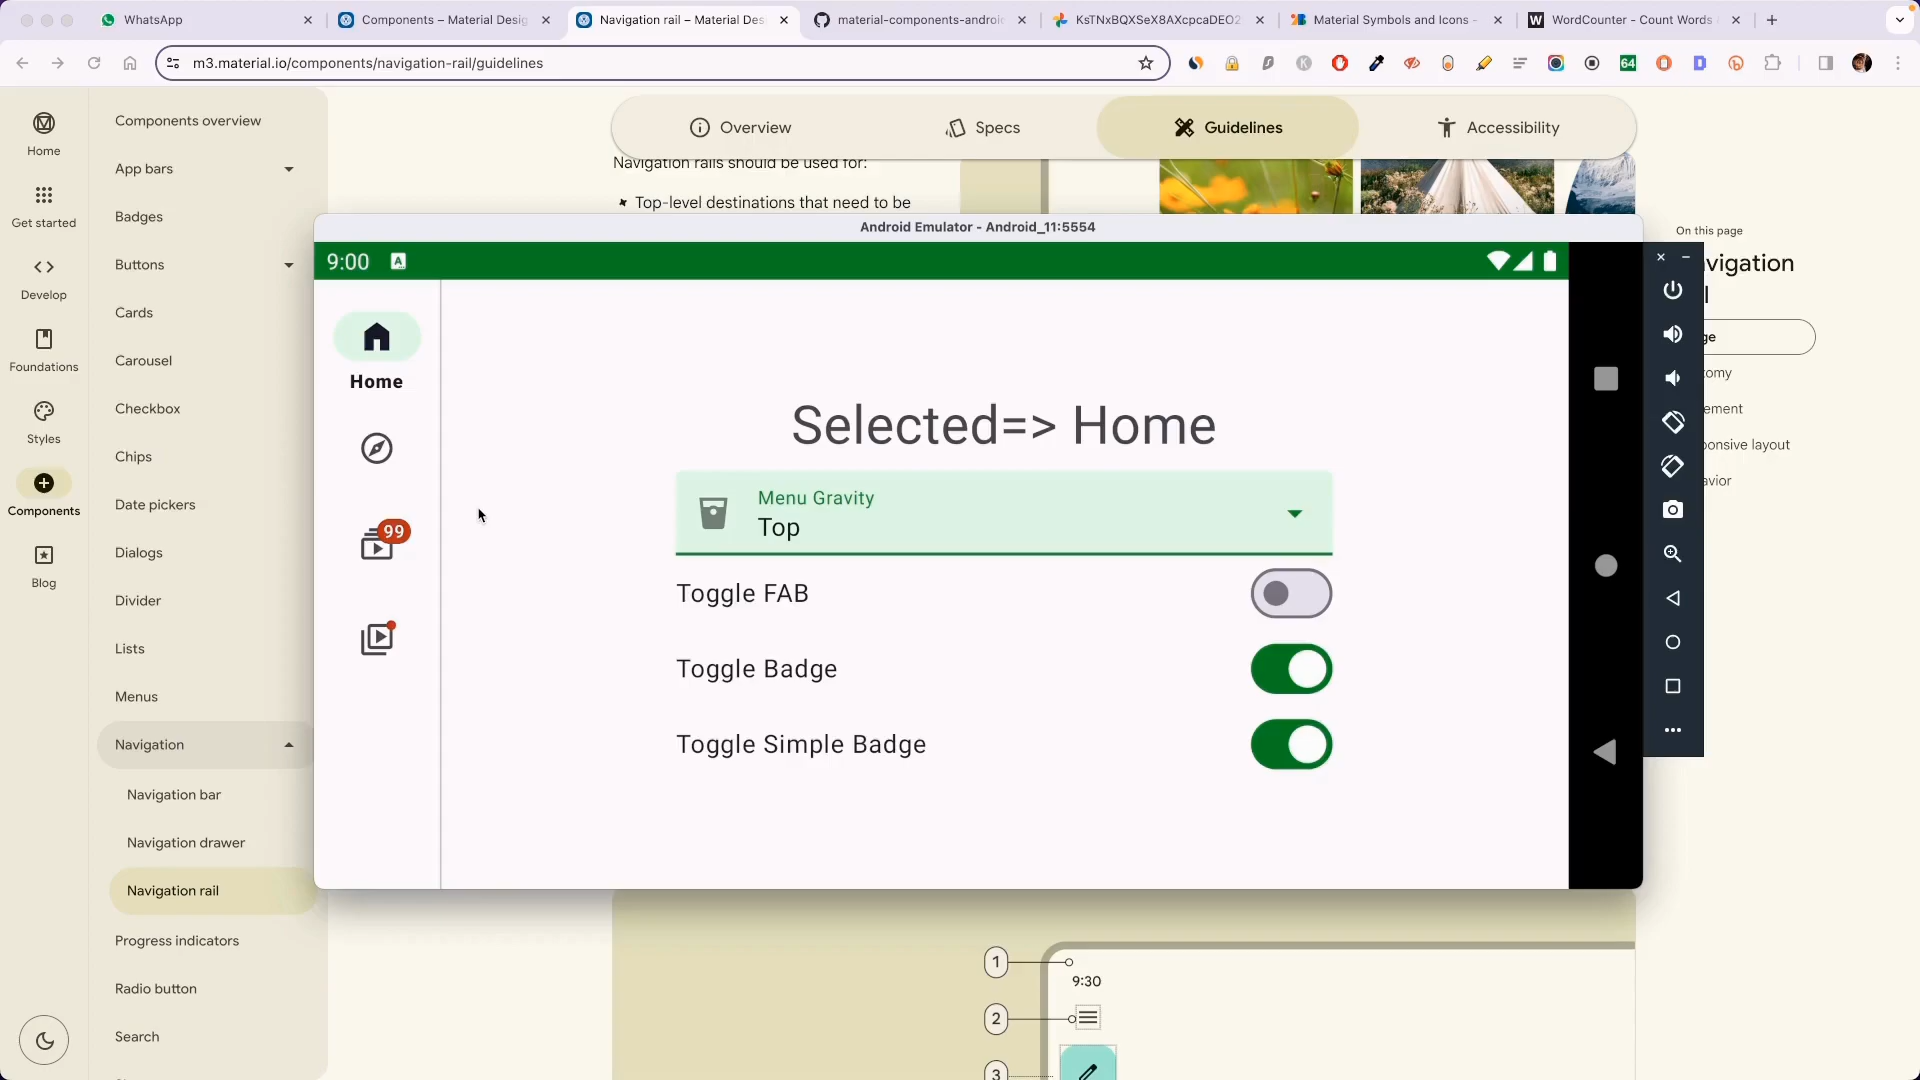 WhatsApp
Components – Material Desig
Navigation rail – Material Des
material-components-androi
KsTNxBQXSeX8AXcpcaDEO2
Material Symbols and Icons -
WordCounter - Count Words
m3.material.io/components/navigation-rail/guidelines
64
Home
Get started
Develop
Foundations
Styles
Components
Blog
Components overview
App bars
Badges
Buttons
Cards
Carousel
Checkbox
Chips
Date pickers
Dialogs
Divider
Lists
Menus
Navigation
Navigation bar
Navigation drawer
Navigation rail
Progress indicators
Radio button
Search
Overview
Specs
Guidelines
Accessibility
Navigation rails should be used for:
Top-level destinations that need to be
Android Emulator - Android_11:5554
9:00
A
Home
99
Selected=> Home
Menu Gravity
Top
Toggle FAB
Toggle Badge
Toggle Simple Badge
On this page
vigation
l
ge
omy
ement
ponsive layout
avior
1
9:30
2
3